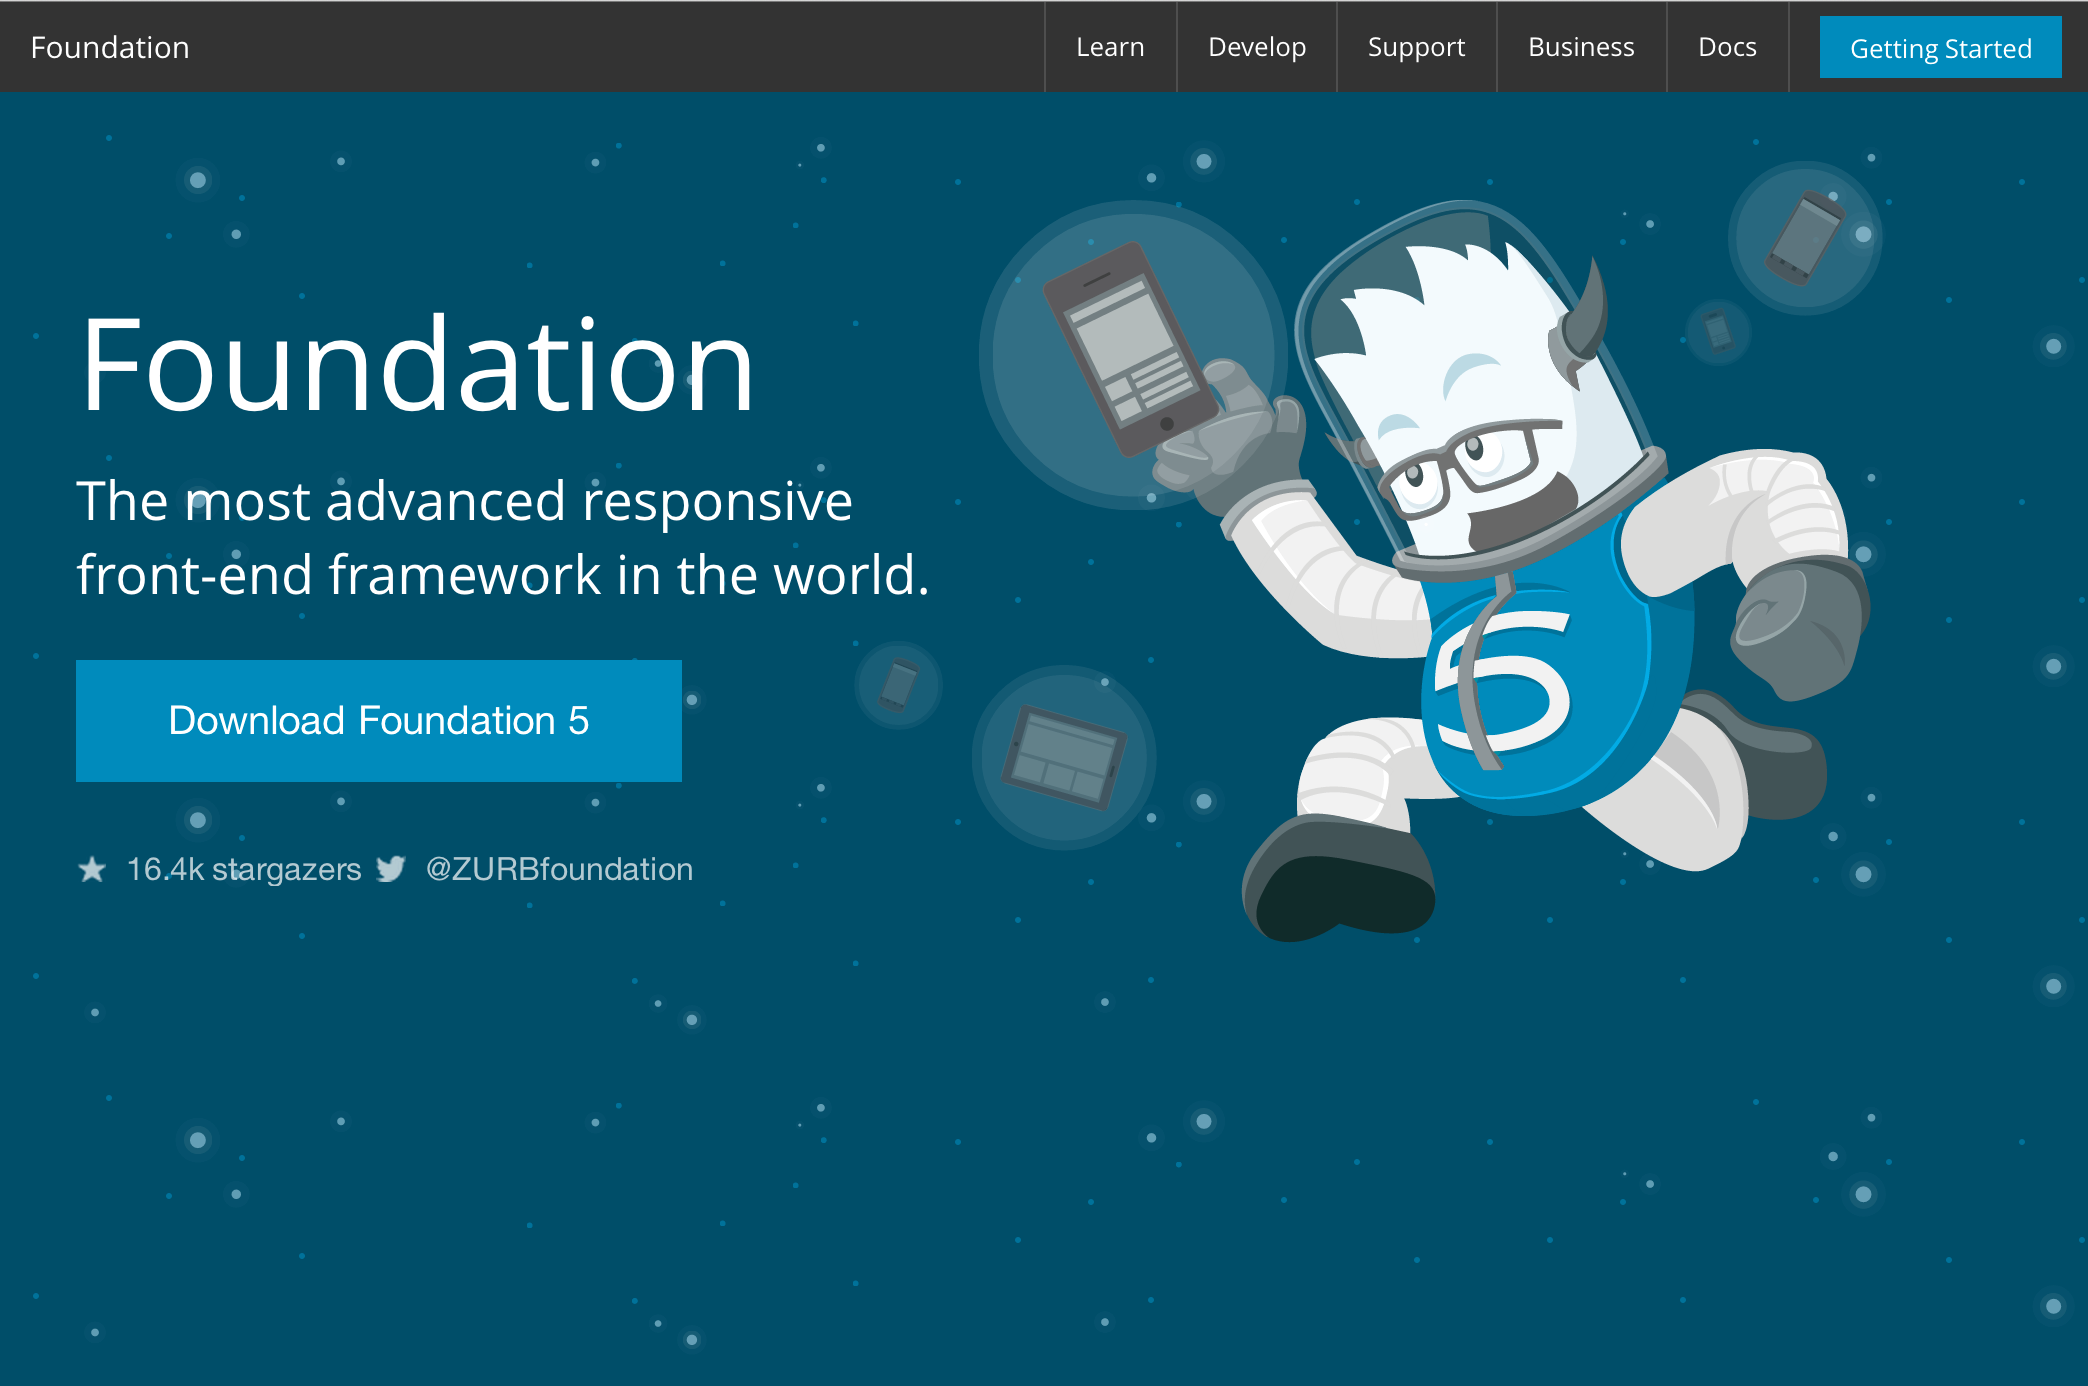 Foundation
Learn
Develop
Support
Business
Docs
Getting Started
Foundation
The most advanced responsive
front-end framework in the world.
Download Foundation 5
16.4k stargazers @ZURBfoundation
5